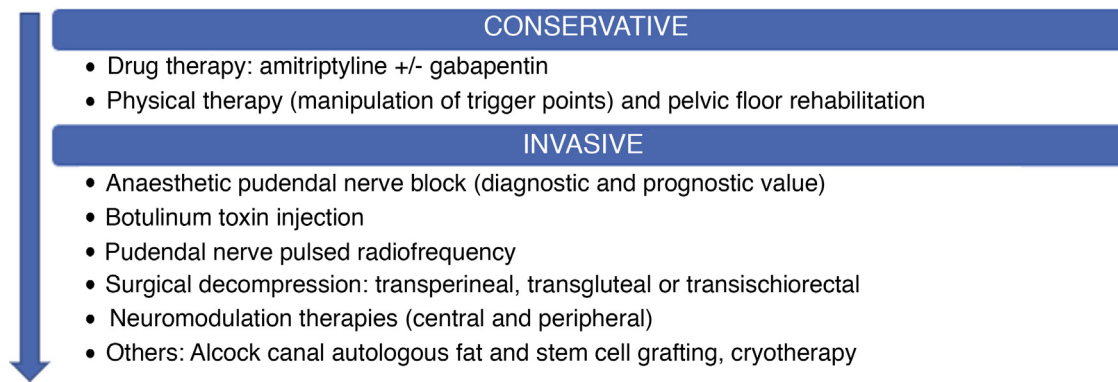 CONSERVATIVE
• Drug therapy: amitriptyline +/- gabapentin
• Physical therapy (manipulation of trigger points) and pelvic floor rehabilitation
INVASIVE
• Anaesthetic pudendal nerve block (diagnostic and prognostic value)
• Botulinum toxin injection
• Pudendal nerve pulsed radiofrequency
• Surgical decompression: transperineal, transgluteal or transischiorectal
• Neuromodulation therapies (central and peripheral)
• Others: Alcock canal autologous fat and stem cell grafting, cryotherapy